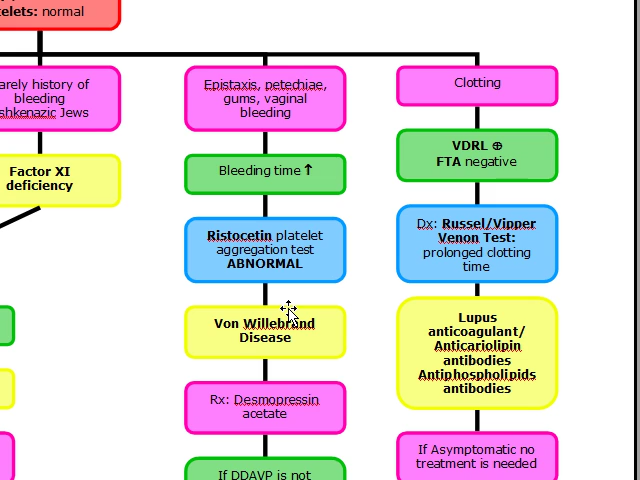 telets: normal
arely history of
bleeding
shkenazic Jews
Factor XI
deficiency
Epistaxis, petechiae,
gums, vaginal
bleeding
Bleeding time ↑
Ristocetin platelet
aggregation test
ABNORMAL
Von Willebrand
Disease
Rx: Desmopressin
acetate
If DDAVP is not
Clotting
VDRL ⊕
FTA negative
Dx: Russel/Vipper
Venon Test:
prolonged clotting
time
Lupus
anticoagulant/
Anticariolipin
antibodies
Antiphospholipids
antibodies
If Asymptomatic no
treatment is needed